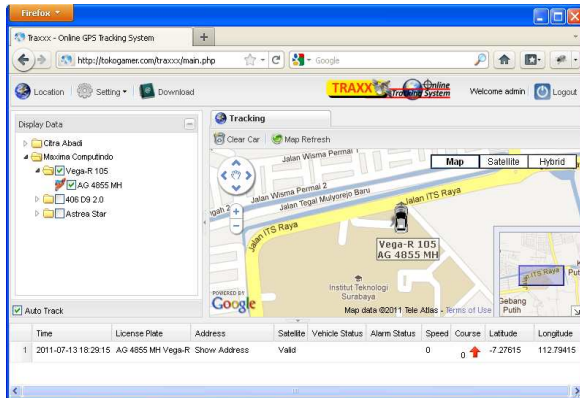 Firefox
Traxxx - Online GPS Tracking System
http://tokogamer.com/traxxx/main.php
Google
Location
Setting
Download
TRAXX
Online
Tracking System
Welcome admin
Logout
Display Data
Citra Abadi
Maxima Computindo
Vega-R 105
AG 4855 MH
406 D9 2.0
Astrea Star
Auto Track
Tracking
Clear Car
Map Refresh
Map Satellite Hybrid
Jalan Wisma Permai 1
Jalan Wisma Permai 2
Jalan Tegal Mulyorejo Baru
Jalan ITS Raya
Jalan ITS Raya
Vega-R 105
AG 4855 MH
Institut Teknologi
Surabaya
ITS Raya
Gebang
Putih
POWERED BY
Google
Map data ©2011 Tele Atlas - Terms of Use
Time License Plate Address Satellite Vehicle Status Alarm Status Speed Course Latitude Longitude
1 2011-07-13 18:29:15 AG 4855 MH Vega-R Show Address Valid 0 0 -7.27615 112.79415